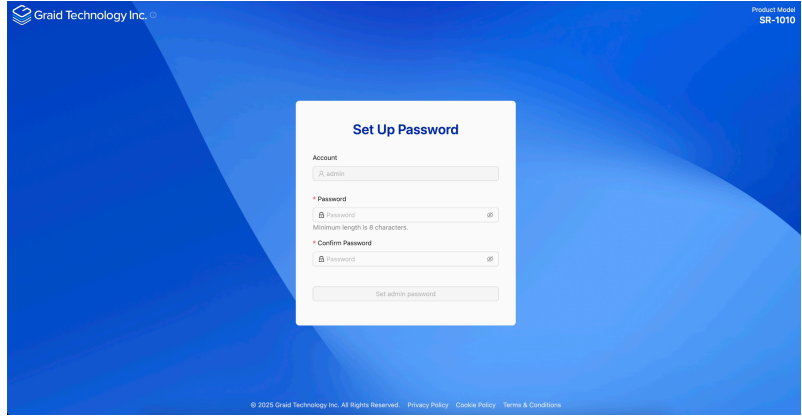 Graid Technology Inc.
Product Model
SR-1010
Set Up Password
Account
admin
* Password
Password
Minimum length is 8 characters.
* Confirm Password
Password
Set admin password
© 2025 Graid Technology Inc. All Rights Reserved. Privacy Policy Cookie Policy Terms & Conditions